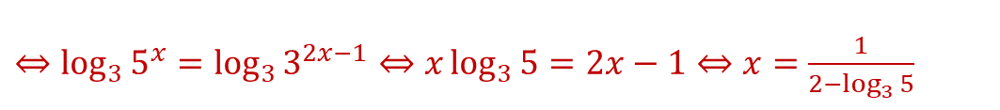 ⇔ log₃ 5ˣ = log₃ 3²ˣ⁻¹ ⇔ x log₃ 5 = 2x − 1 ⇔ x = 1/(2−log₃ 5)